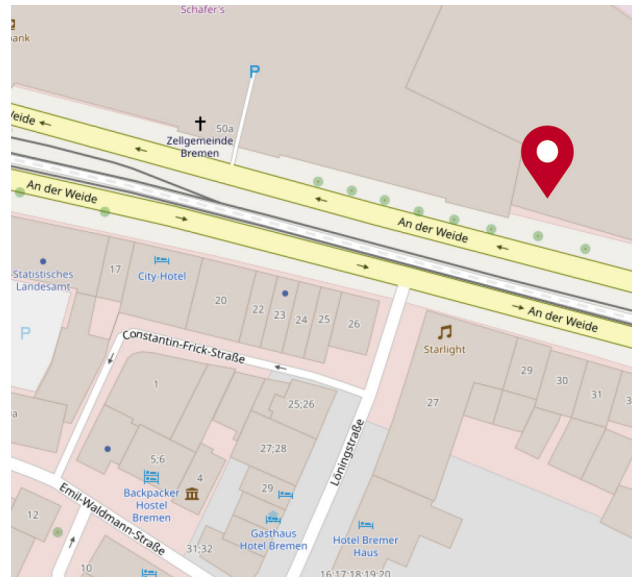 Schäfer's
bank
50a
Zellgemeinde
Bremen
Weide
An der Weide
An der Weide
An der Weide
Statistisches
Landesamt
17
City-Hotel
20
22
23
24
25
26
Starlight
Constantin-Frick-Straße
29
30
31
27
1
25;26
27;28
5;6
4
29
Backpacker
Hostel
Bremen
Gasthaus
Hotel Bremen
Löningstraße
Hotel Bremer
Haus
Emil-Waldmann-Straße
12
31;32
10
16;17;18;19;20
P
P